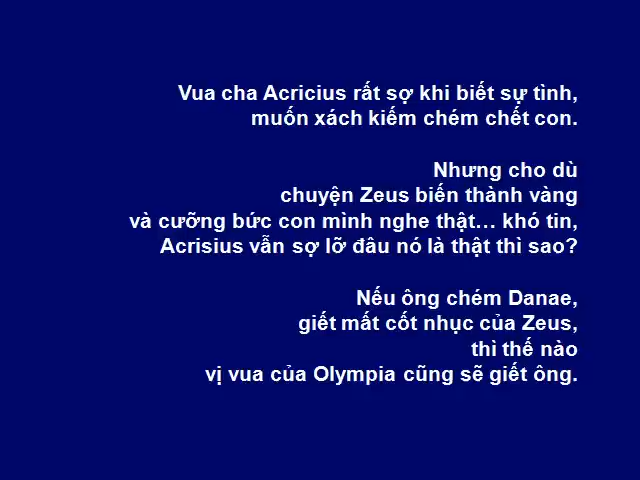 Vua cha Acricius rất sợ khi biết sự tình,
muốn xách kiếm chém chết con.
Nhưng cho dù
chuyện Zeus biến thành vàng
và cưỡng bức con mình nghe thật... khó tin,
Acrisius vẫn sợ lỡ đâu nó là thật thì sao?
Nếu ông chém Danae,
giết mất cốt nhục của Zeus,
thì thế nào
vị vua của Olympia cũng sẽ giết ông.